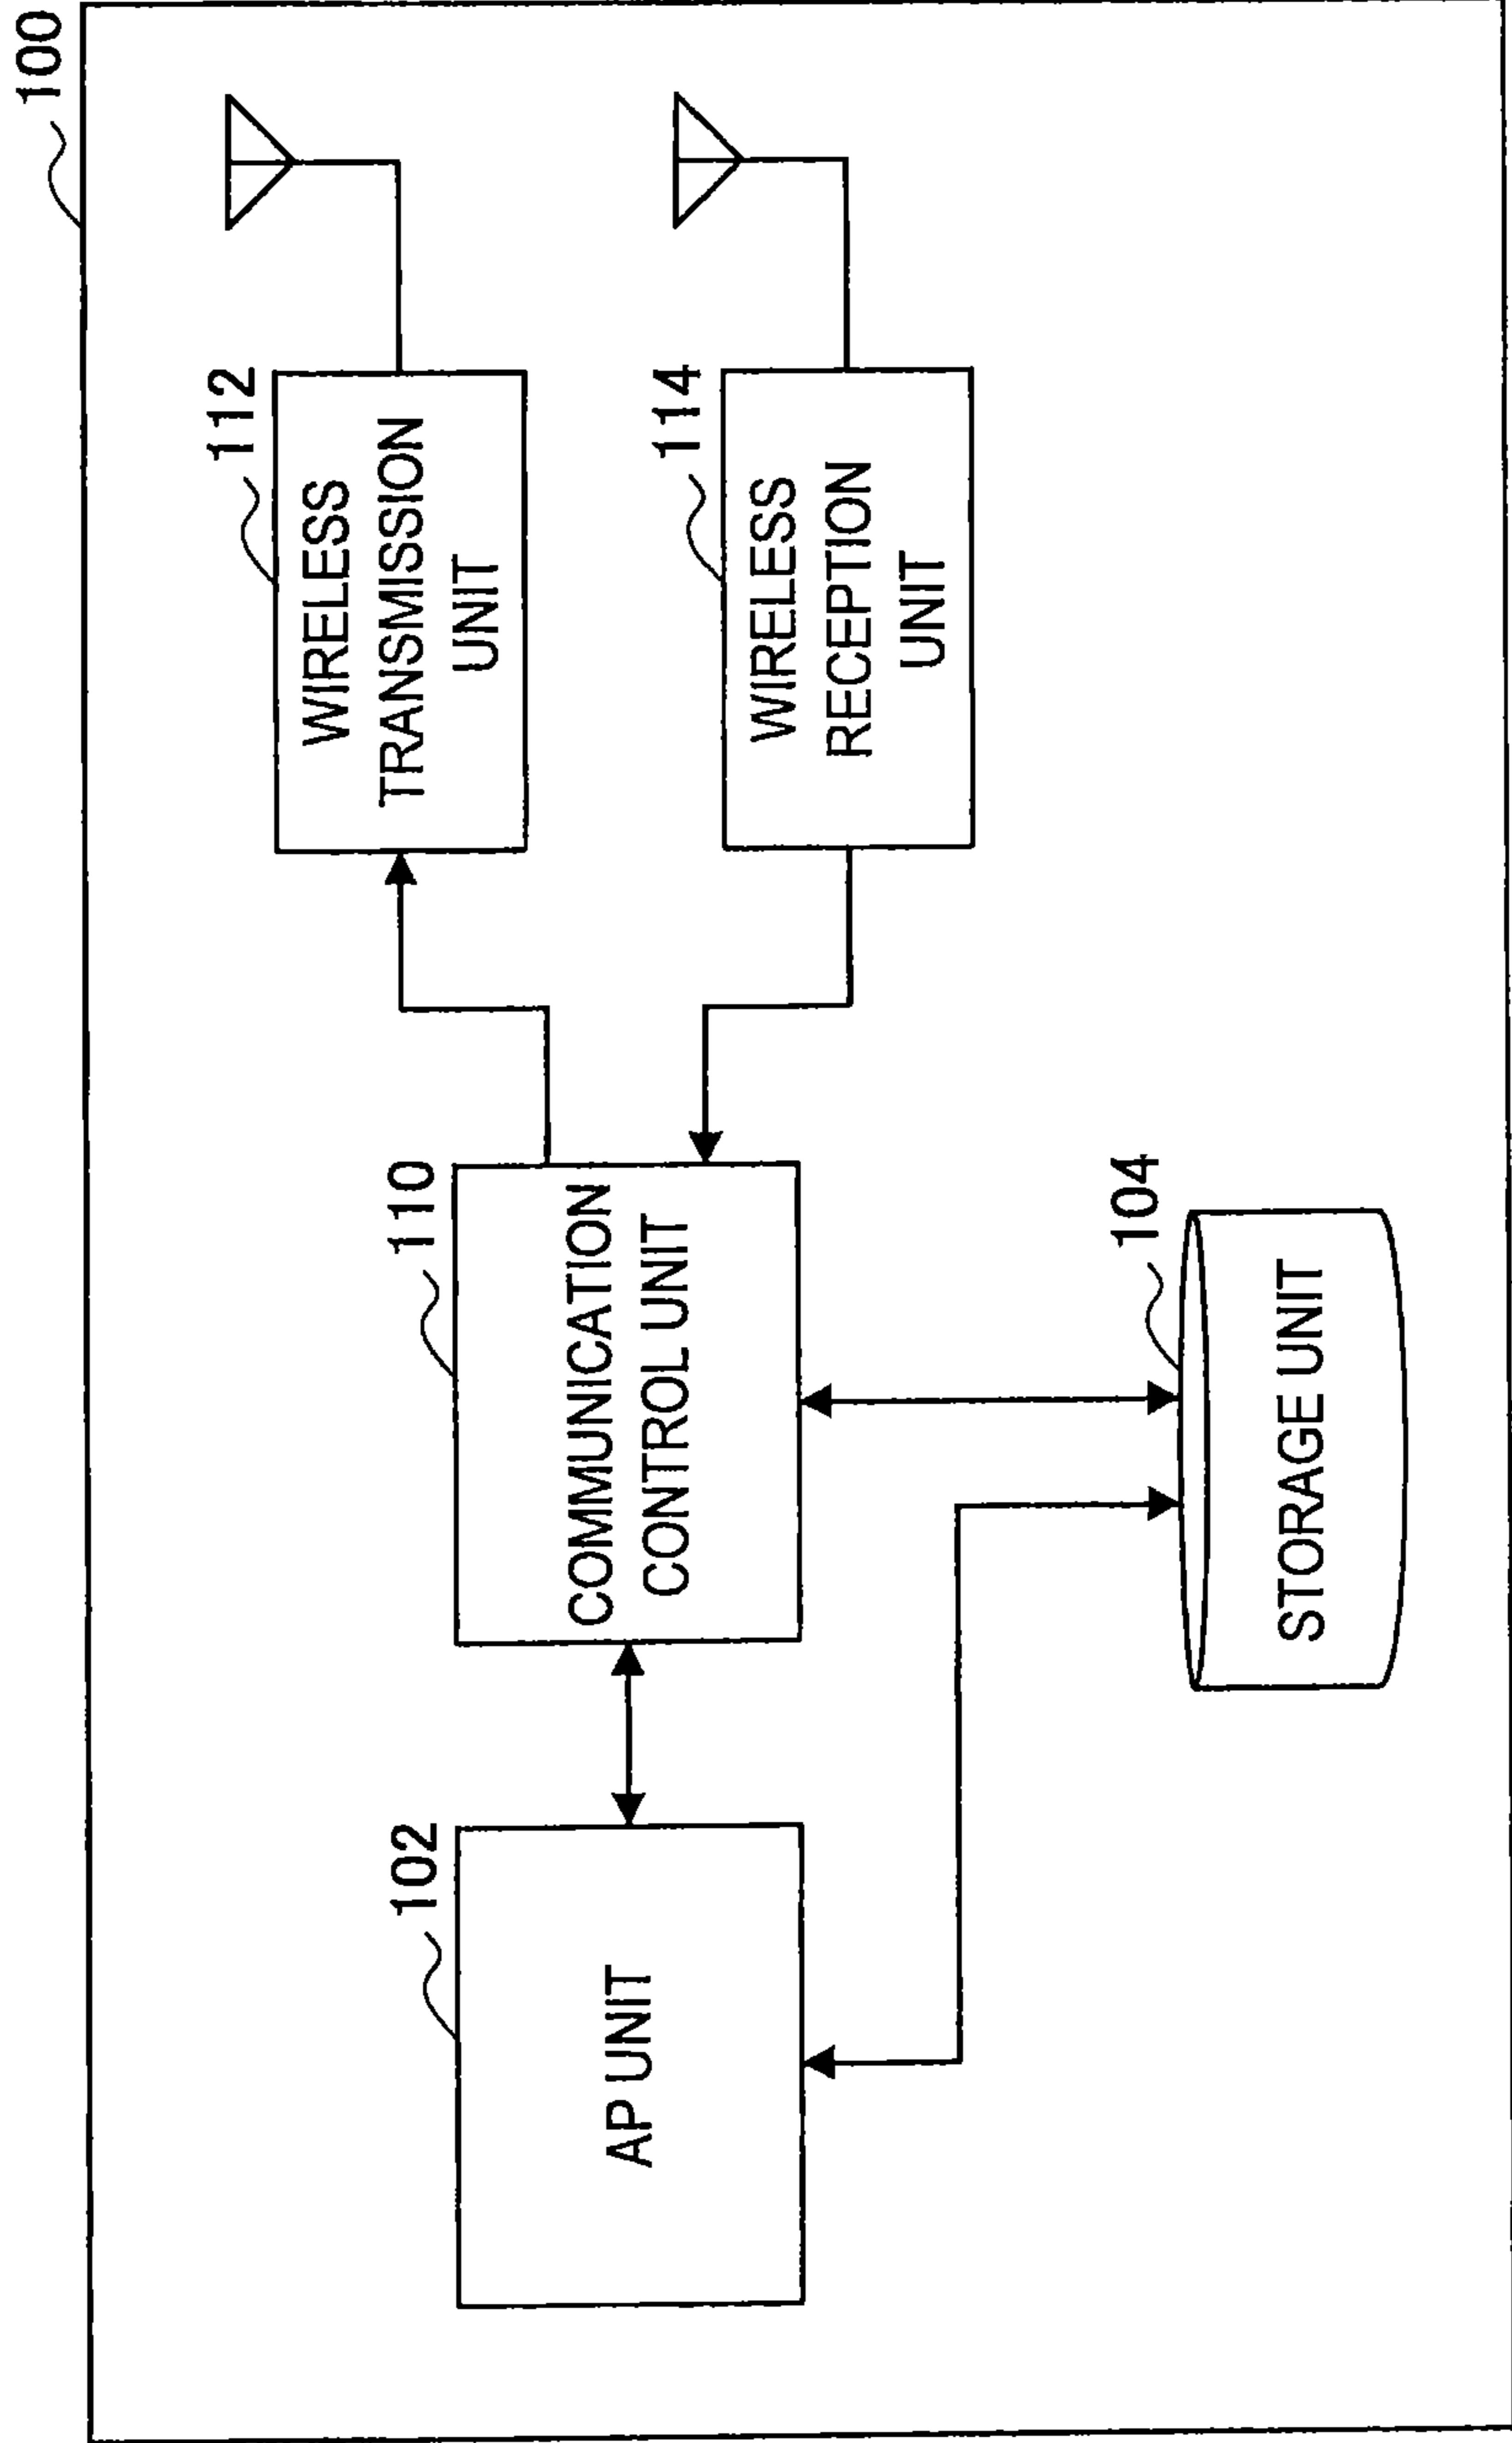 100
112
WIRELESS
TRANSMISSION
UNIT
114
WIRELESS
RECEPTION
UNIT
110
COMMUNICATION
CONTROL UNIT
102
AP UNIT
104
STORAGE UNIT